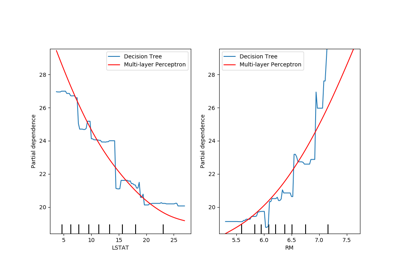 Decision Tree
Multi-layer Perceptron
28
26
24
22
20
Partial dependence
5
10
15
20
25
LSTAT
Decision Tree
Multi-layer Perceptron
28
26
24
22
20
Partial dependence
5.5
6.0
6.5
7.0
7.5
RM